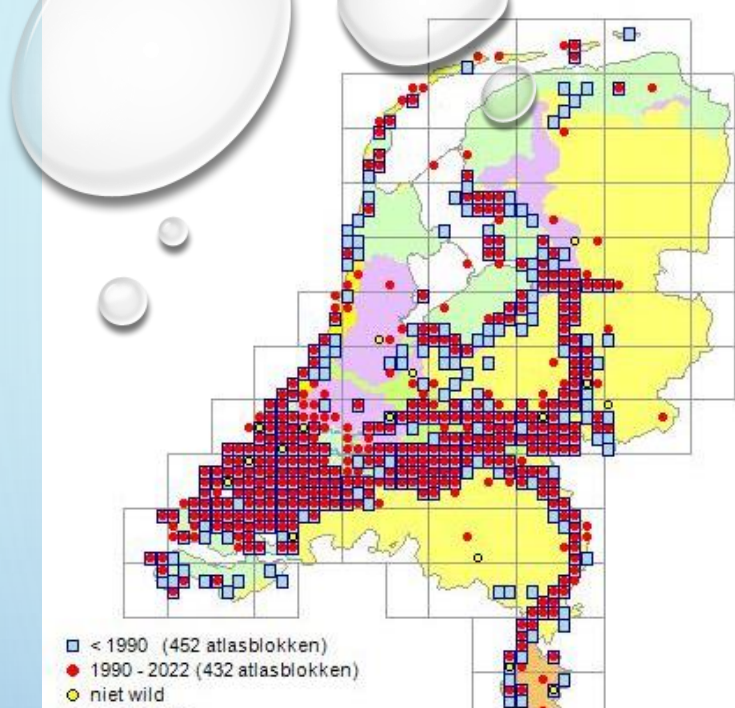 < 1990 (452 atlasblokken)
1990 - 2022 (432 atlasblokken)
niet wild